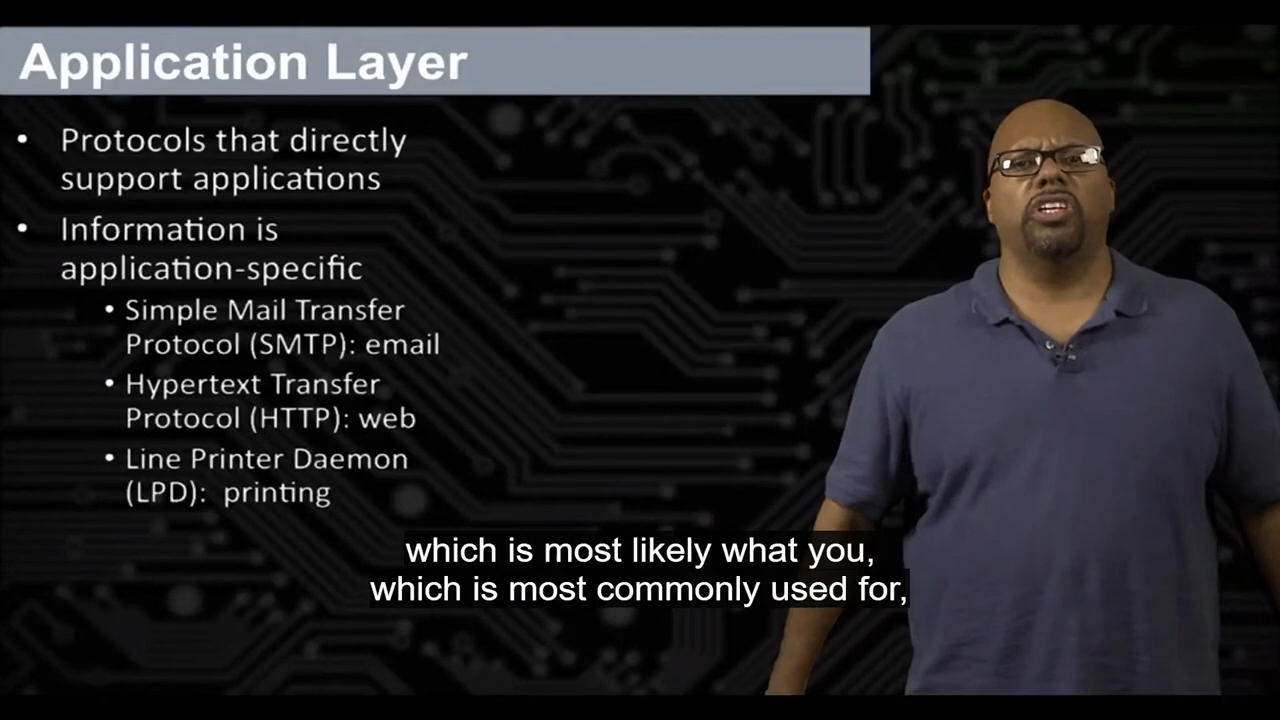 Application Layer
• Protocols that directly
support applications
• Information is
application-specific
• Simple Mail Transfer
Protocol (SMTP): email
• Hypertext Transfer
Protocol (HTTP): web
• Line Printer Daemon
(LPD): printing
which is most likely what you,
which is most commonly used for,